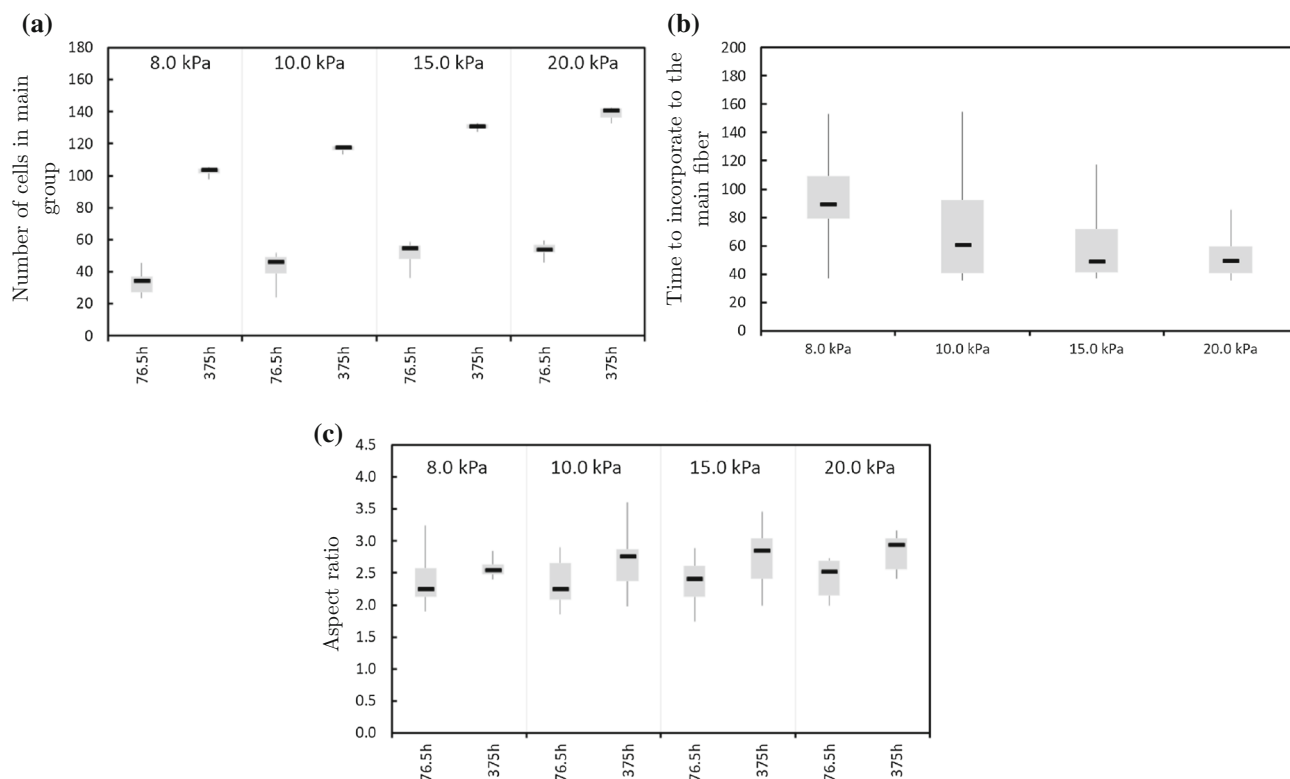 (a)
Number of cells in main
group
180
160
140
120
100
80
60
40
20
0
8.0 kPa
10.0 kPa
15.0 kPa
20.0 kPa
76.5h
375h
76.5h
375h
76.5h
375h
76.5h
375h
(b)
Time to incorporate to the
main fiber
200
180
160
140
120
100
80
60
40
20
0
8.0 kPa
10.0 kPa
15.0 kPa
20.0 kPa
(c)
Aspect ratio
4.5
4.0
3.5
3.0
2.5
2.0
1.5
1.0
0.5
0.0
8.0 kPa
10.0 kPa
15.0 kPa
20.0 kPa
76.5h
375h
76.5h
375h
76.5h
375h
76.5h
375h